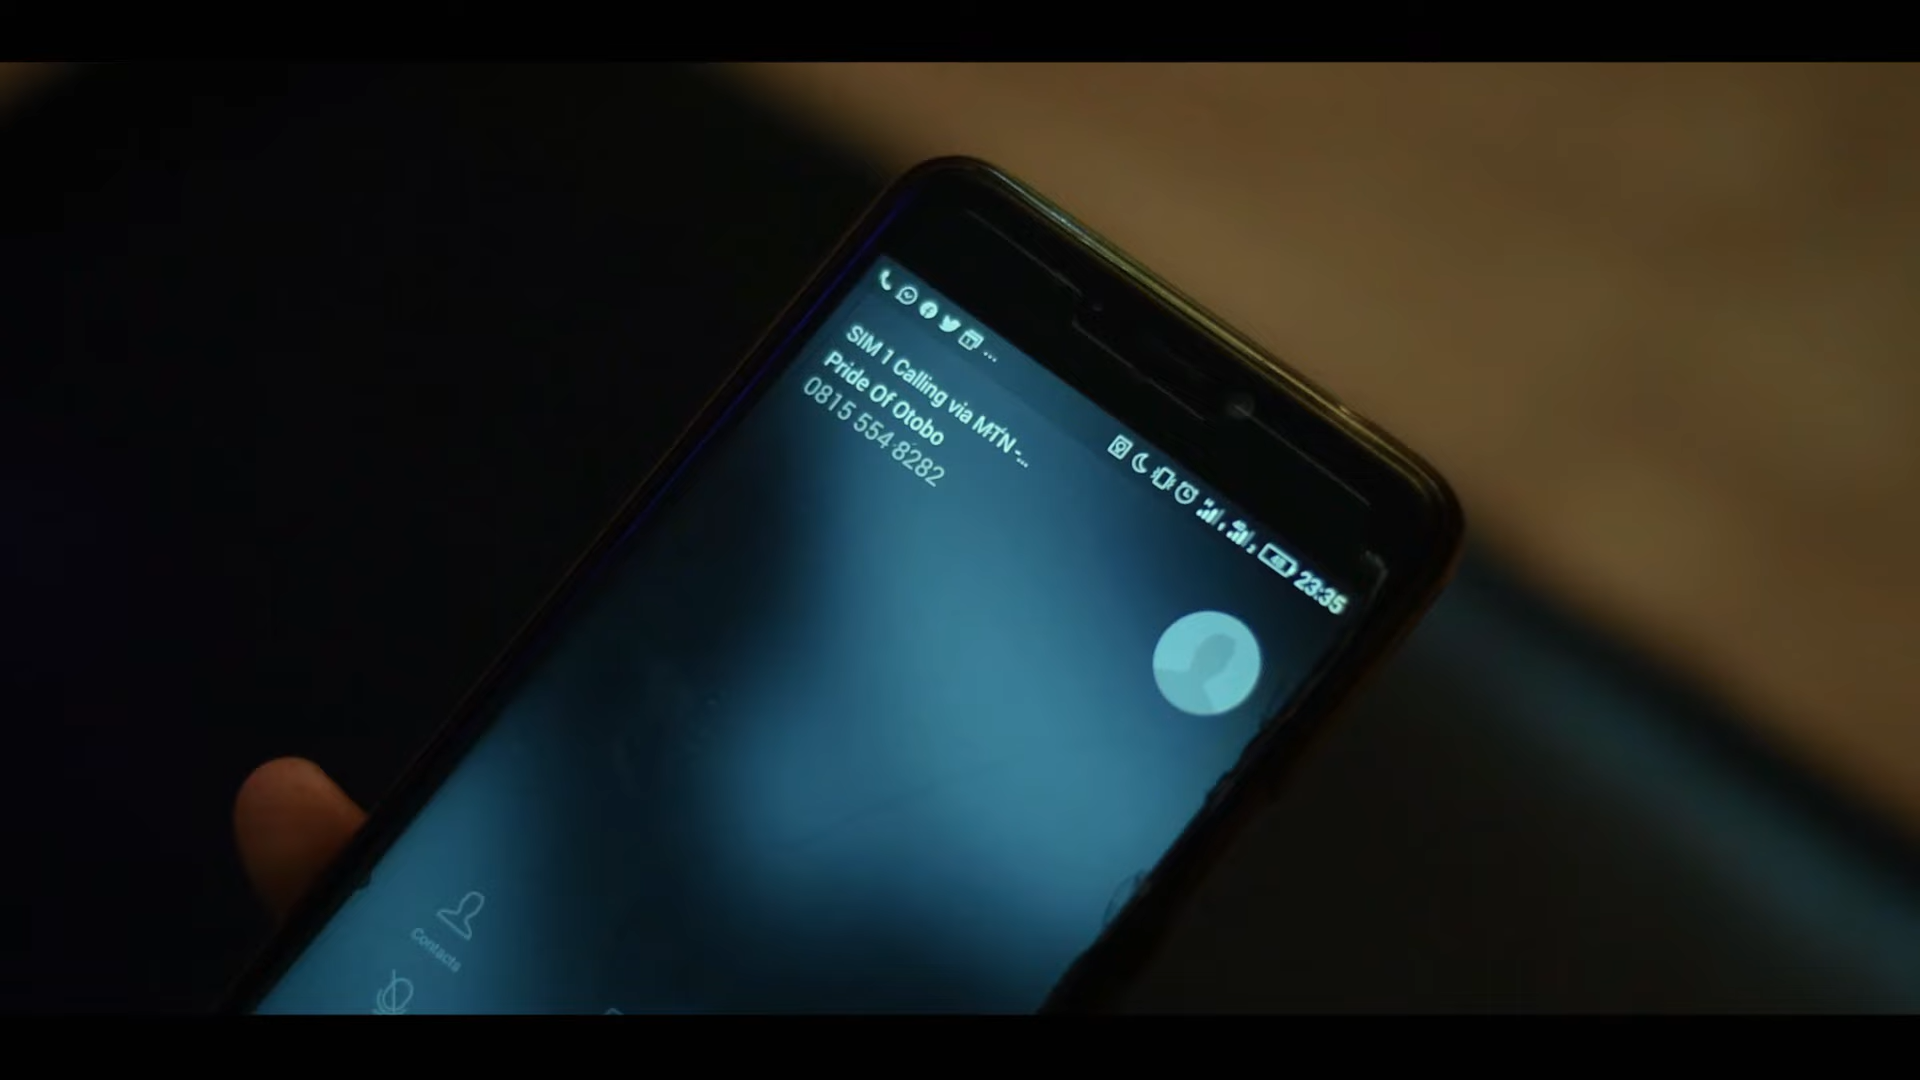 23:35
SIM 1 Calling via MTN -...
Pride Of Otobo
0815 554 8282
Contacts